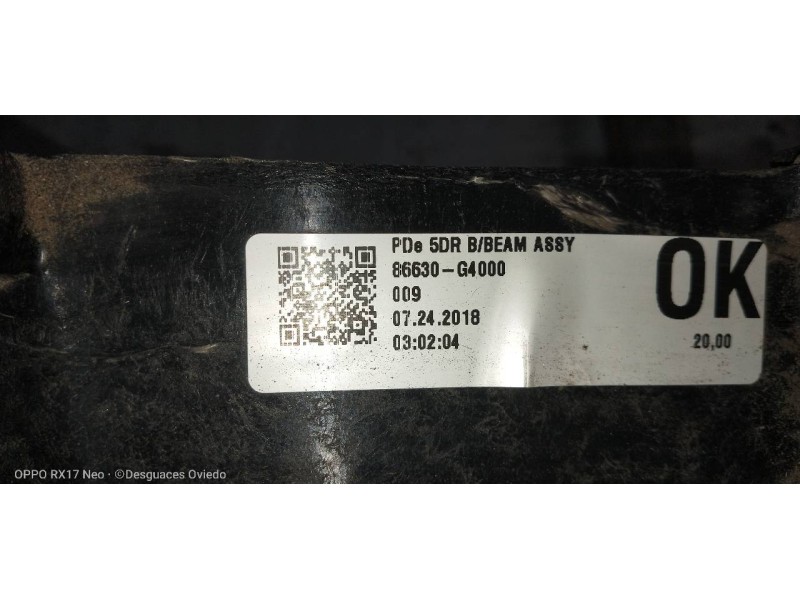 PDe 5DR B/BEAM ASSY
86630-G4000
009
07.24.2018
03:02:04
OK
20,00
OPPO RX17 Neo · ©Desguaces Oviedo